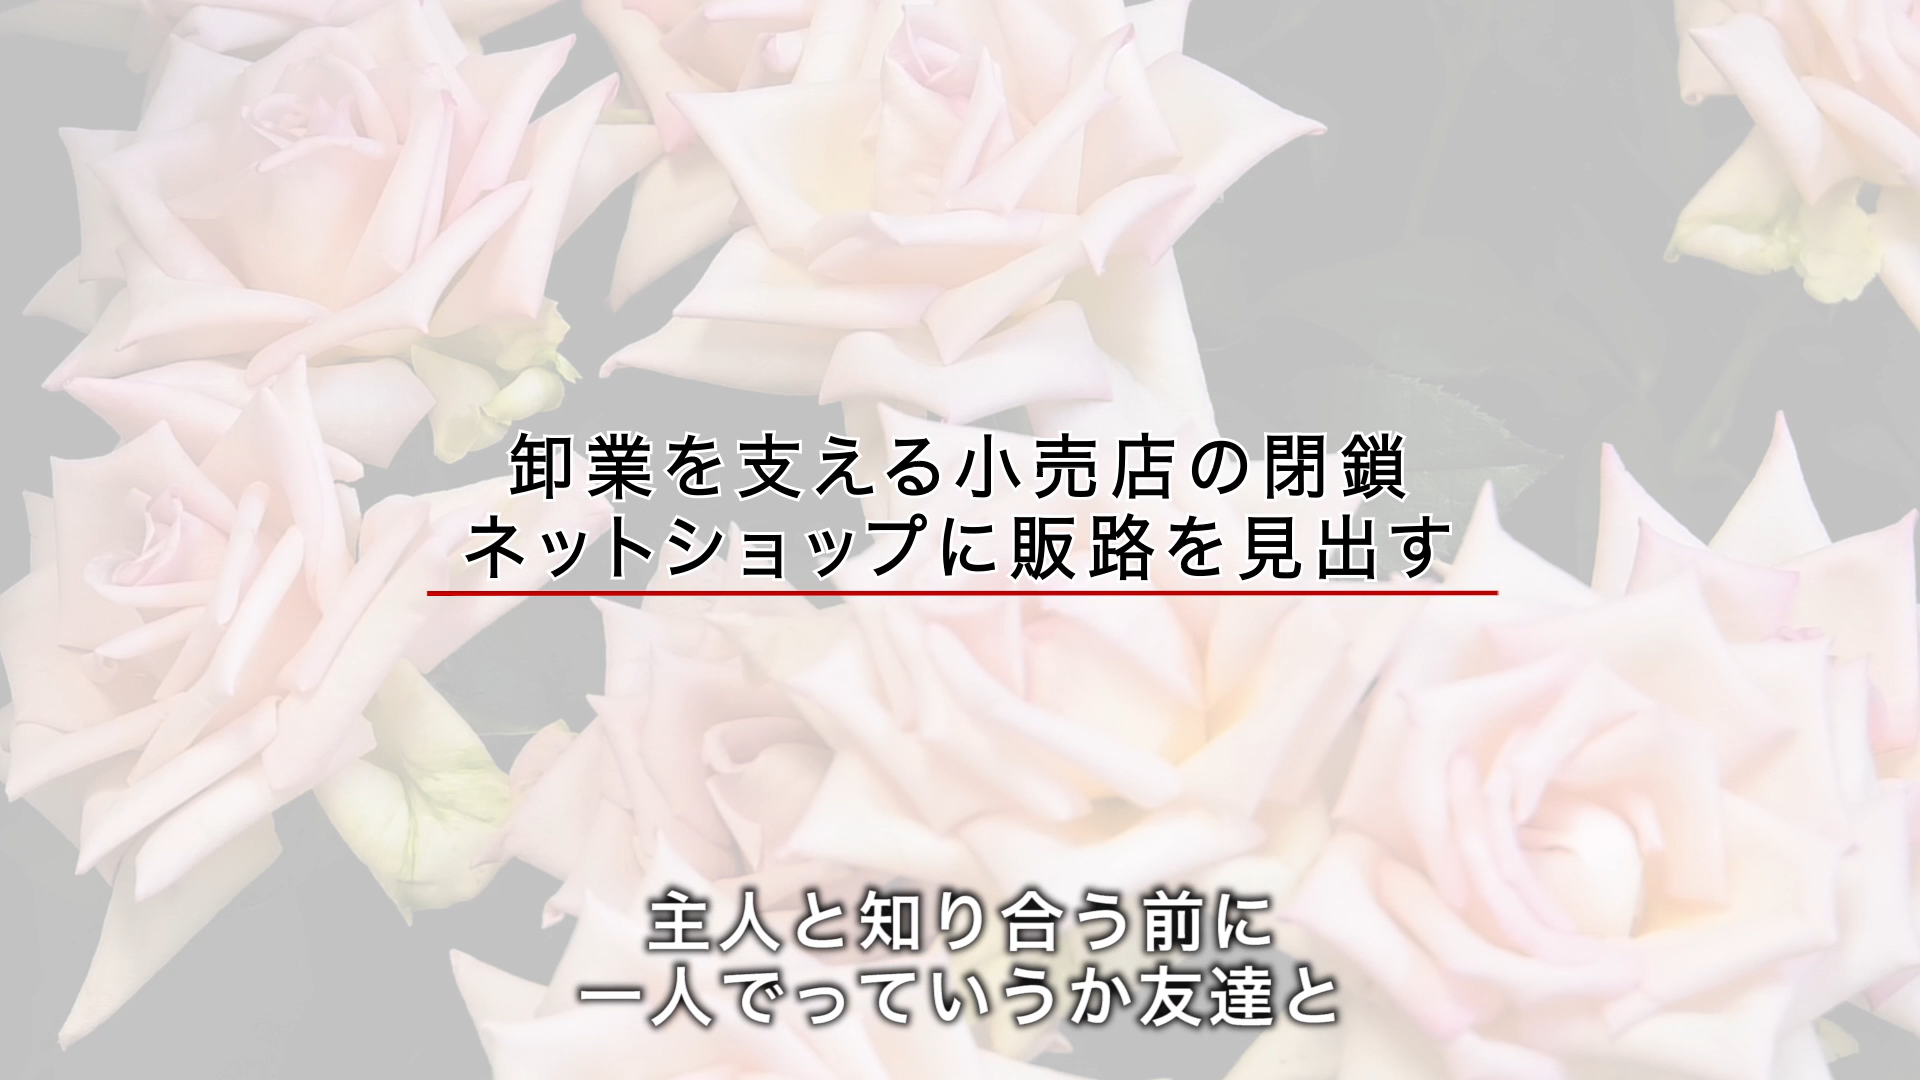 卸業を支える小売店の閉鎖
ネットショップに販路を見出す
主人と知り合う前に
一人でっていうか友達と